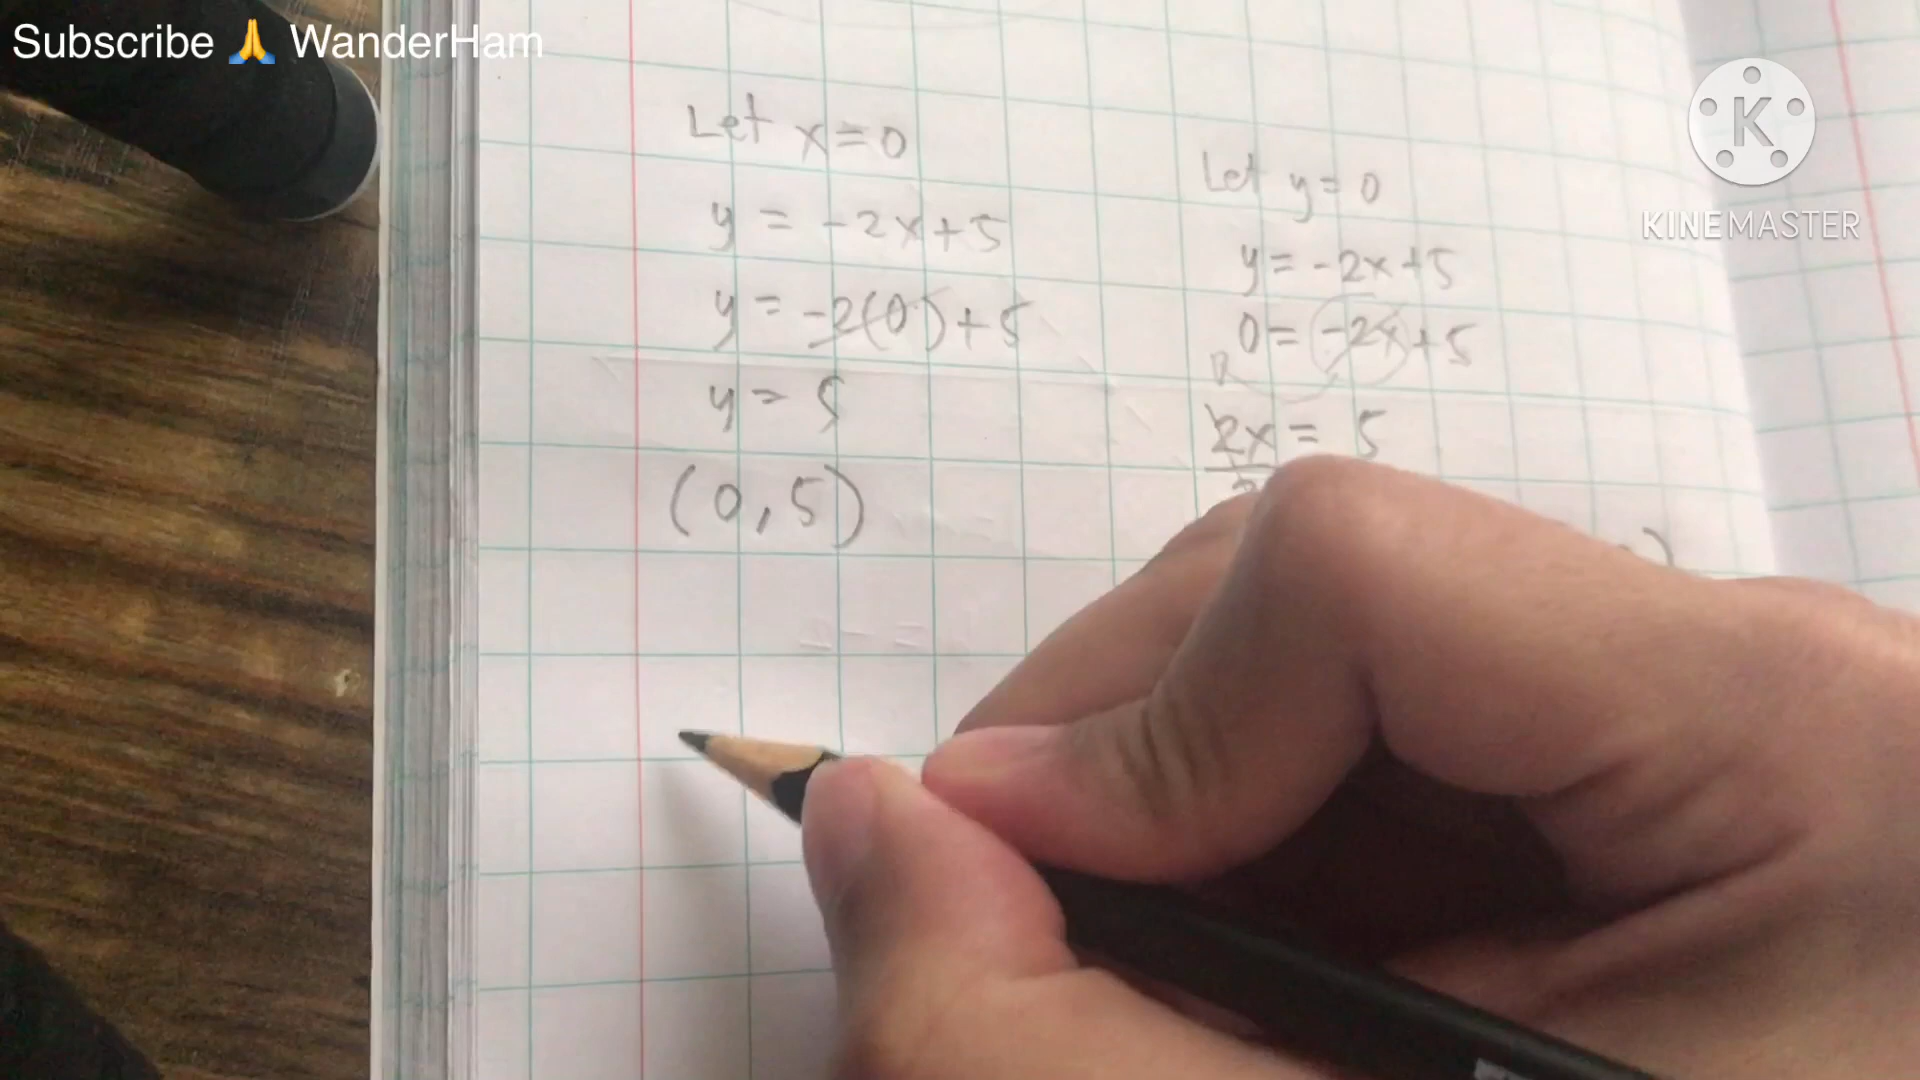 Subscribe 🙏 WanderHam
K
KINEMASTER
Let x=0
y = -2x+5
y = -2(0)+5
y = 5
(0,5)
Let y=0
y=-2x+5
0=-2x+5
2x = 5
)